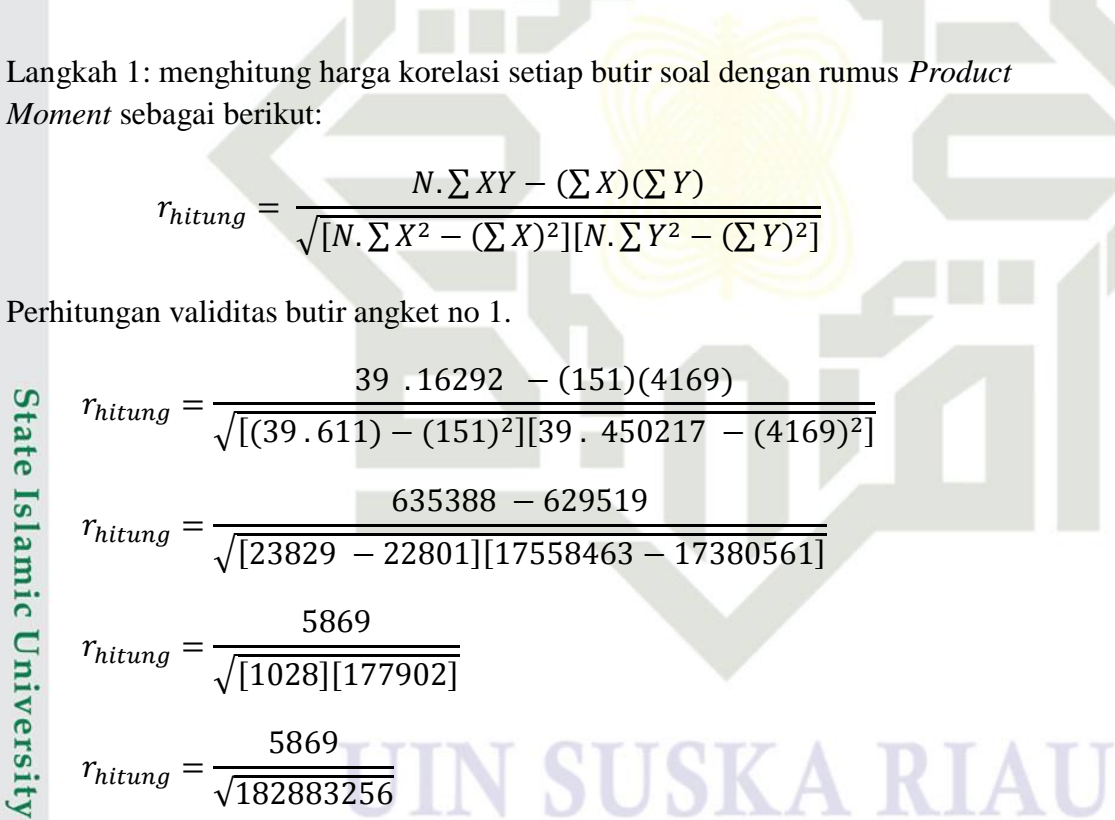 Langkah 1: menghitung harga korelasi setiap butir soal dengan rumus Product
Moment sebagai berikut:
r_hitung = N.∑XY − (∑X)(∑Y) / √[N.∑X² − (∑X)²][N.∑Y² − (∑Y)²]
Perhitungan validitas butir angket no 1.
r_hitung = 39 .16292 − (151)(4169) / √[(39 . 611) − (151)²][39 . 450217 − (4169)²]
r_hitung = 635388 − 629519 / √[23829 − 22801][17558463 − 17380561]
r_hitung = 5869 / √[1028][177902]
r_hitung = 5869 / √182883256
State Islamic University
UIN SUSKA RIAU